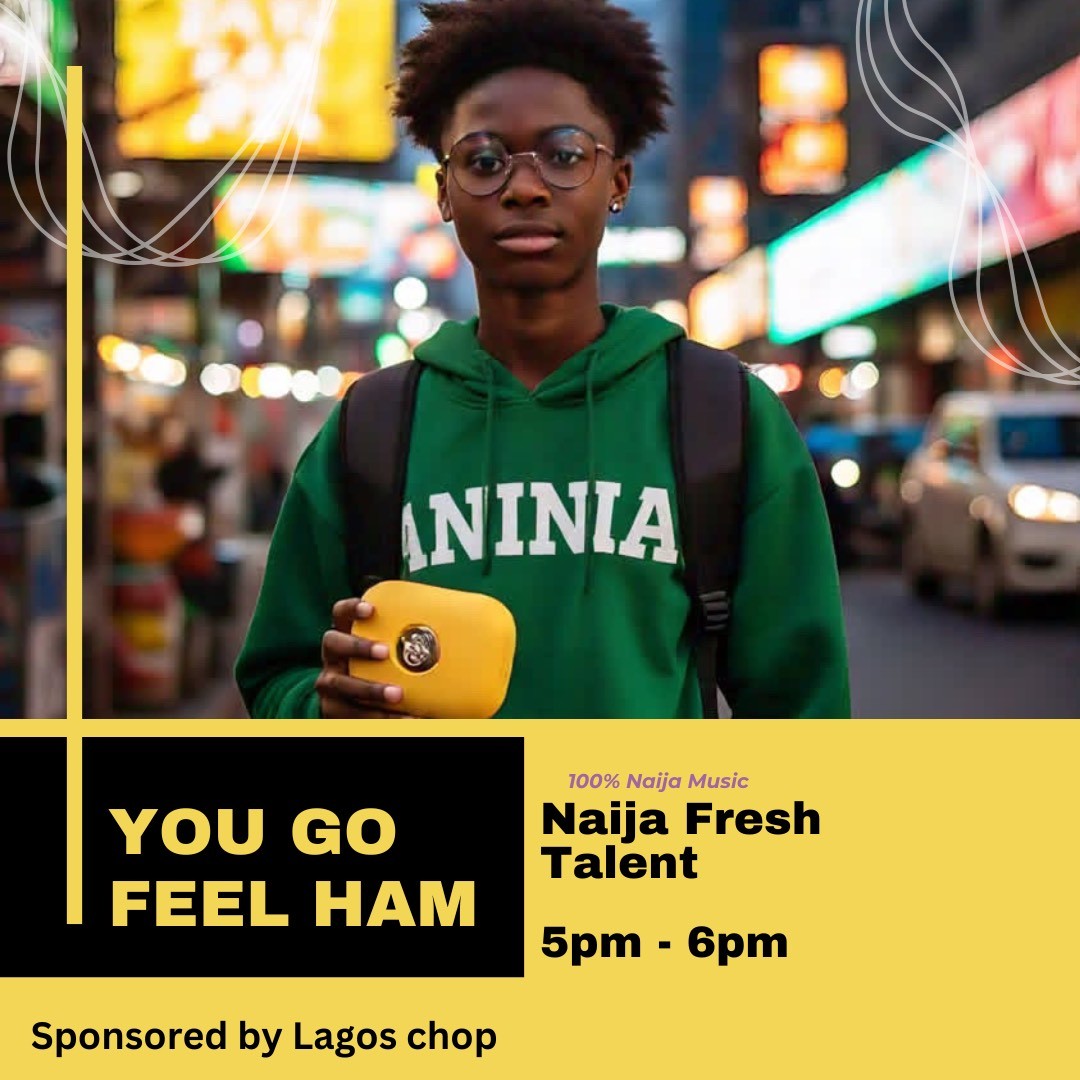 ANINIA
100% Naija Music
Naija Fresh
Talent
YOU GO
FEEL HAM
5pm - 6pm
Sponsored by Lagos chop